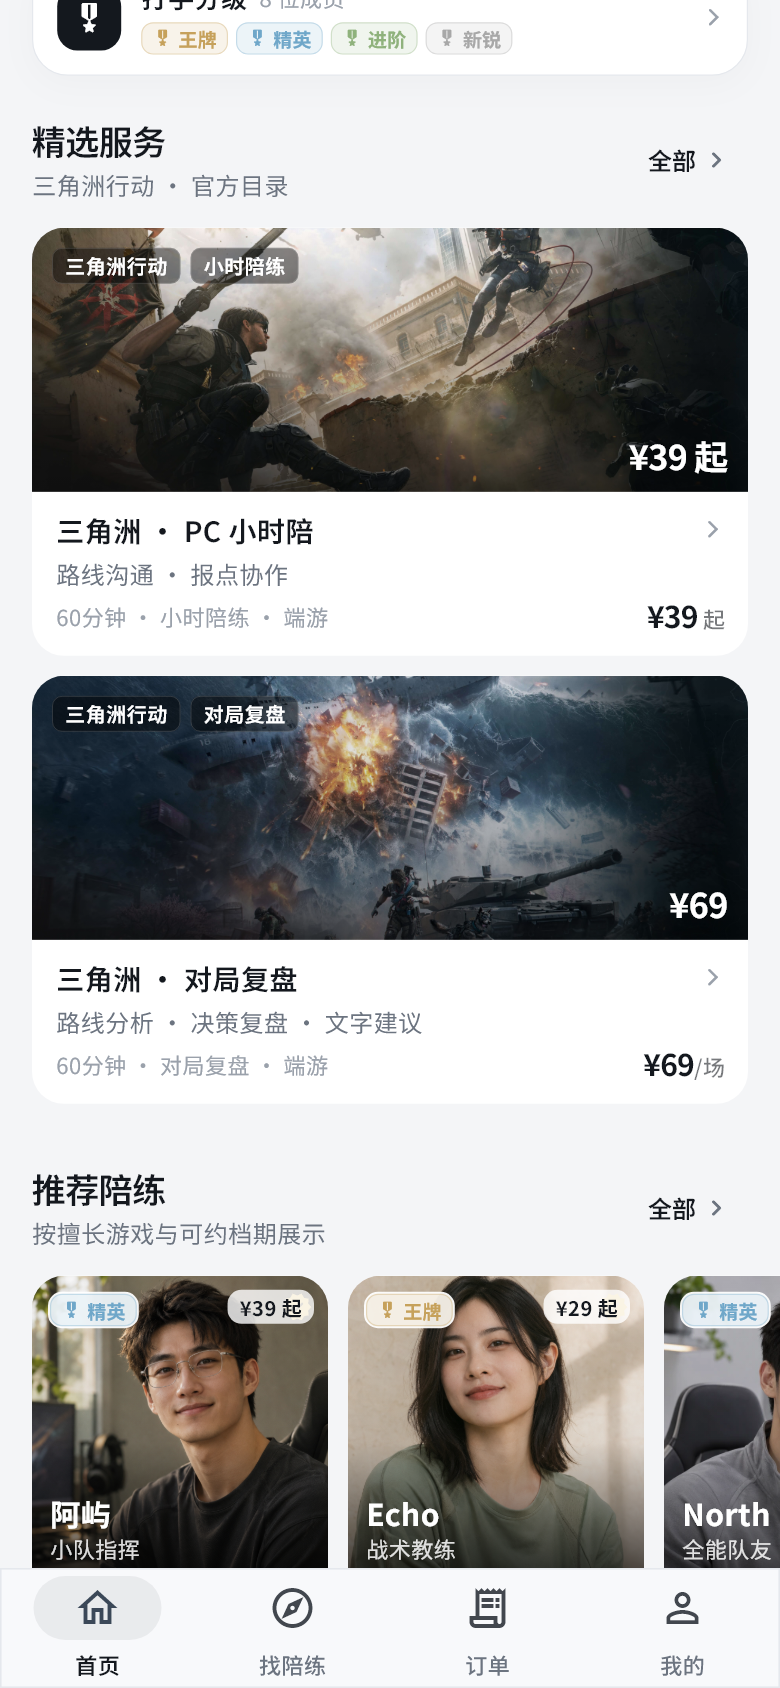 打手分级 8 位成员
王牌 精英 进阶 新锐
精选服务
全部
三角洲行动 · 官方目录
三角洲行动 小时陪练
¥39 起
三角洲 · PC 小时陪
路线沟通 · 报点协作
60分钟 · 小时陪练 · 端游
¥39 起
三角洲行动 对局复盘
¥69
三角洲 · 对局复盘
路线分析 · 决策复盘 · 文字建议
60分钟 · 对局复盘 · 端游
¥69/场
推荐陪练
全部
按擅长游戏与可约档期展示
精英 ¥39 起
阿屿
小队指挥
王牌 ¥29 起
Echo
战术教练
精英
North
全能队友
首页 找陪练 订单 我的